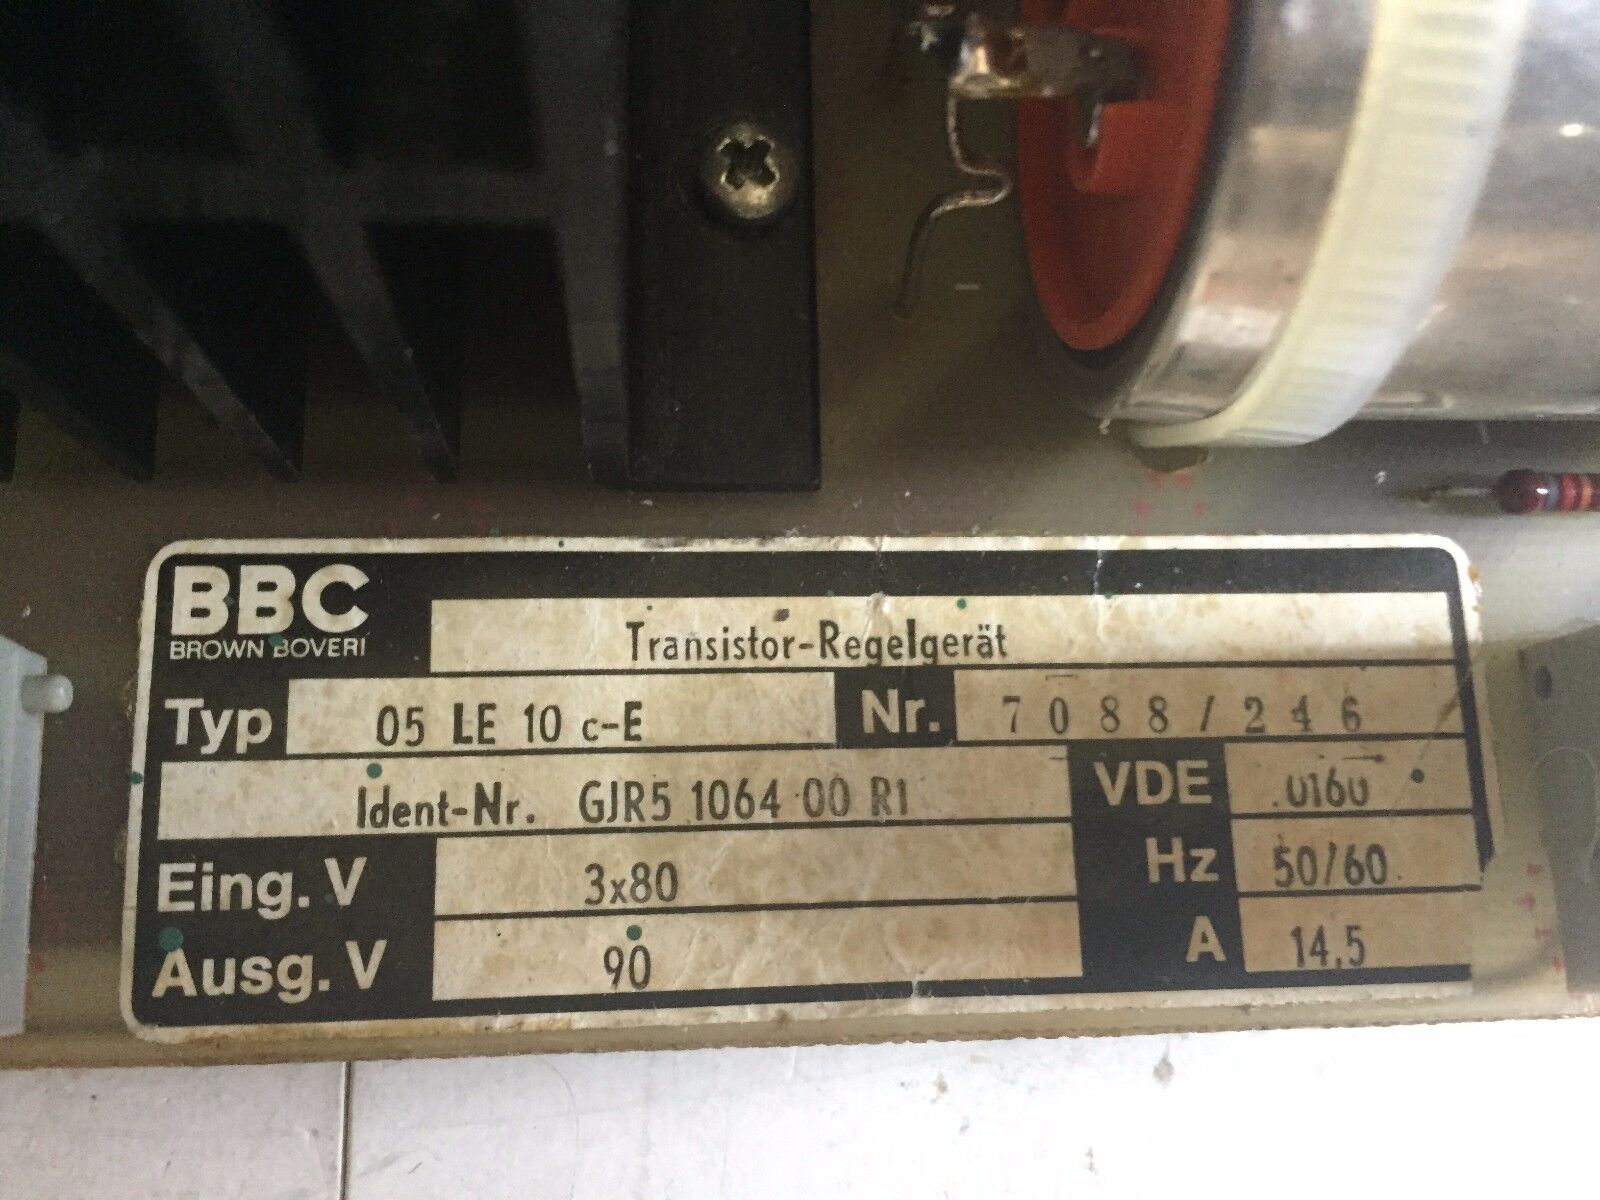 BBC
BROWN BOVERI
Transistor-Regelgerät
Typ 05 LE 10 c-E Nr. 7088/246
Ident-Nr. GJR5 1064 00 R1 VDE 0160
Eing. V 3x80 Hz 50/60
Ausg. V 90 A 14,5